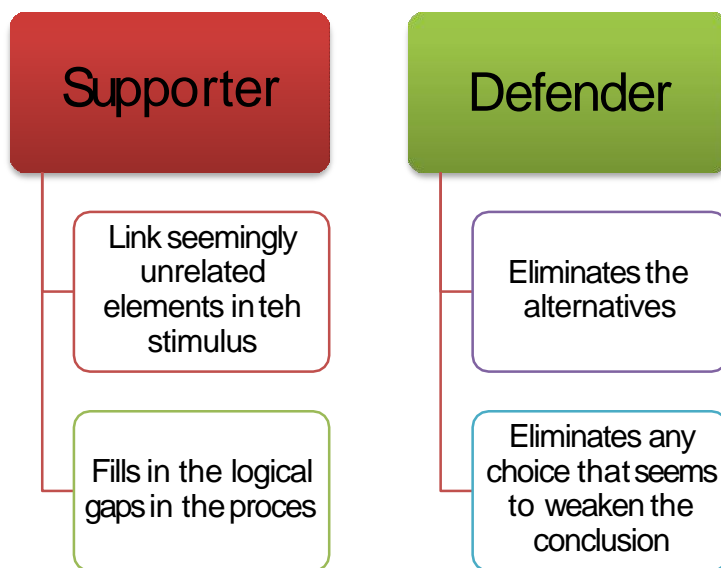 Supporter
Link seemingly
unrelated
elements in teh
stimulus
Fills in the logical
gaps in the proces
Defender
Eliminates the
alternatives
Eliminates any
choice that seems
to weaken the
conclusion